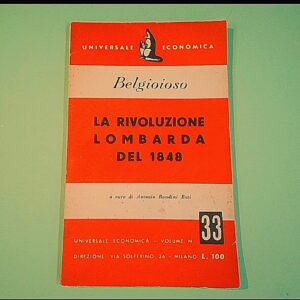 UNIVERSALE ECONOMICA
Belgioioso
LA RIVOLUZIONE
LOMBARDA
DEL 1848
a cura di Antonio Bandini Buti
UNIVERSALE ECONOMICA - VOLUME N. 33
DIREZIONE VIA SOLFERINO, 36 - MILANO L. 100